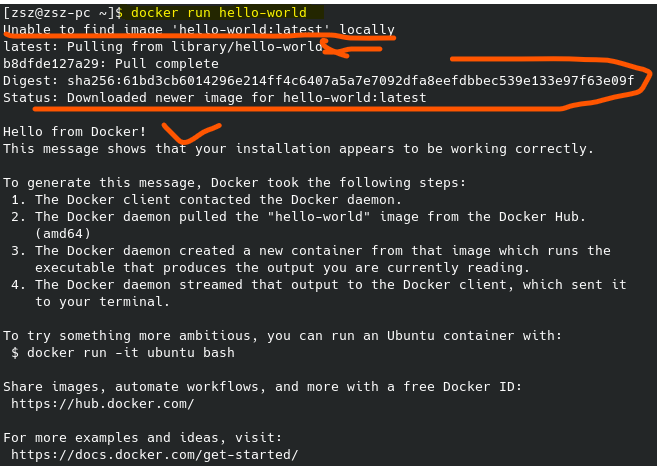 [zsz@zsz-pc ~]$ docker run hello-world
Unable to find image 'hello-world:latest' locally
latest: Pulling from library/hello-world
b8dfde127a29: Pull complete
Digest: sha256:61bd3cb6014296e214ff4c6407a5a7e7092dfa8eefdbbec539e133e97f63e09f
Status: Downloaded newer image for hello-world:latest
Hello from Docker!
This message shows that your installation appears to be working correctly.
To generate this message, Docker took the following steps:
1. The Docker client contacted the Docker daemon.
2. The Docker daemon pulled the "hello-world" image from the Docker Hub.
(amd64)
3. The Docker daemon created a new container from that image which runs the
executable that produces the output you are currently reading.
4. The Docker daemon streamed that output to the Docker client, which sent it
to your terminal.
To try something more ambitious, you can run an Ubuntu container with:
$ docker run -it ubuntu bash
Share images, automate workflows, and more with a free Docker ID:
https://hub.docker.com/
For more examples and ideas, visit:
https://docs.docker.com/get-started/